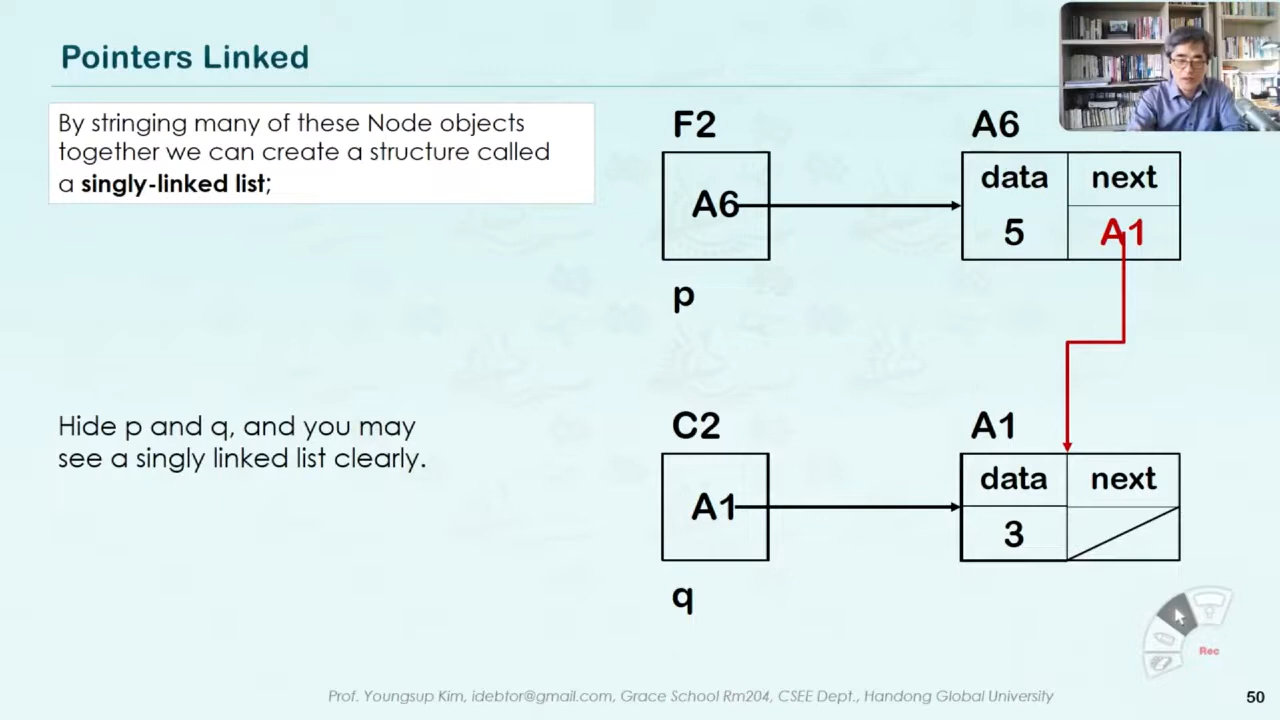 Pointers Linked
By stringing many of these Node objects
together we can create a structure called
a singly-linked list;
F2
A6
A6
data
next
5
A1
p
Hide p and q, and you may
see a singly linked list clearly.
C2
A1
A1
data
next
3
q
Rec
Prof. Youngsup Kim, idebtor@gmail.com, Grace School Rm204, CSEE Dept., Handong Global University
50